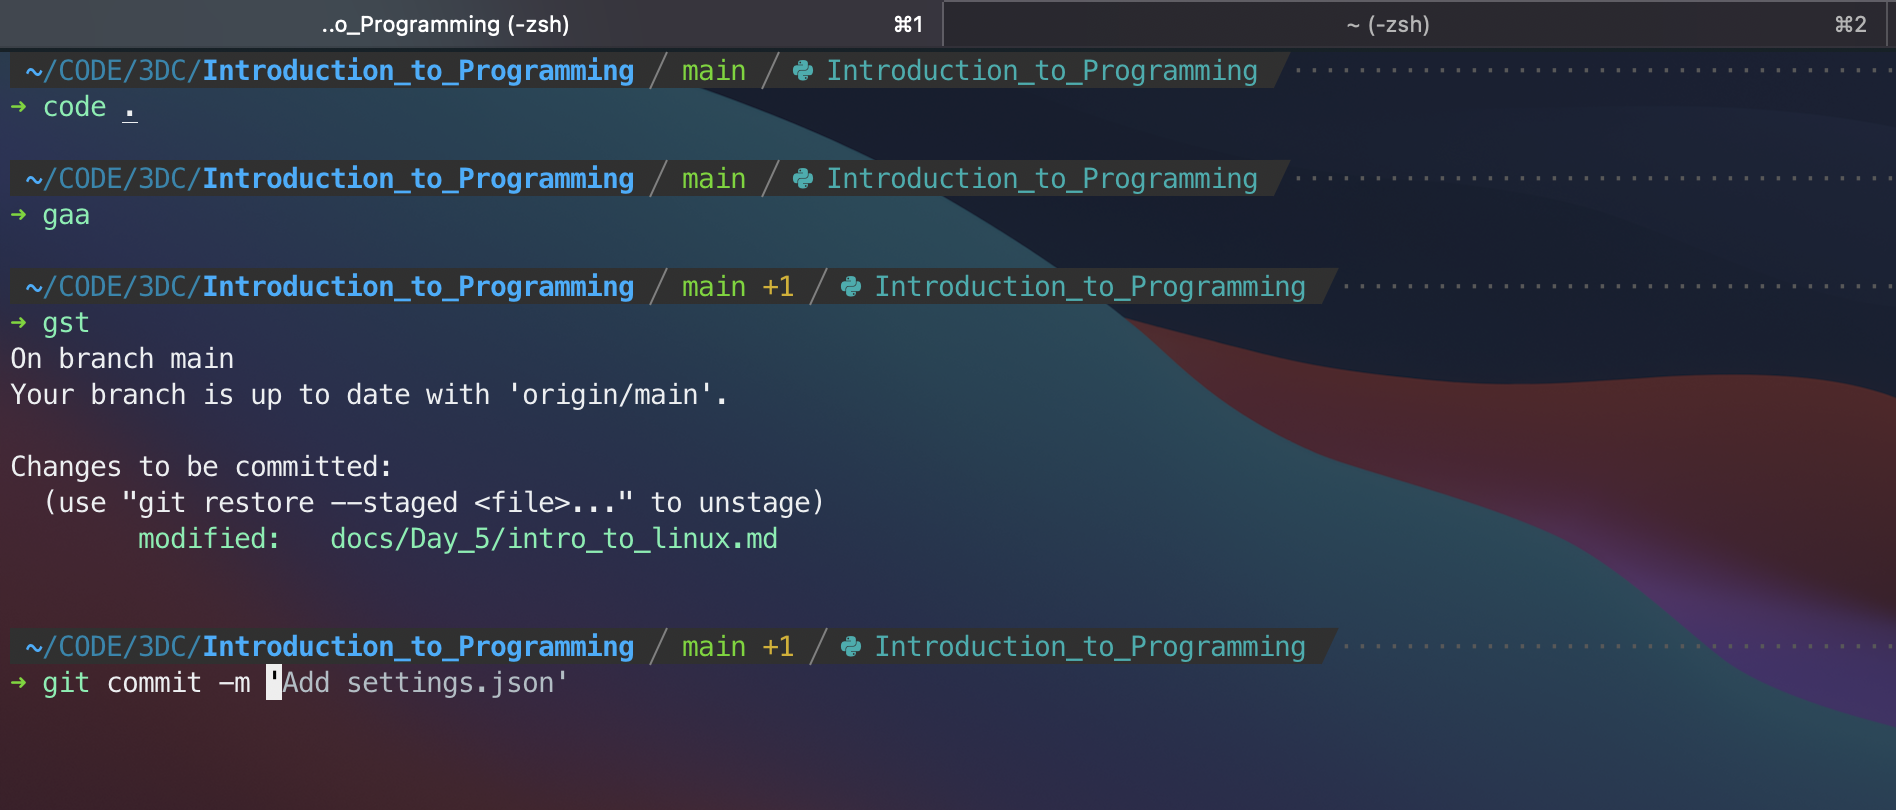 ..o_Programming (-zsh) ⌘1 ~ (-zsh) ⌘2
~/CODE/3DC/Introduction_to_Programming main Introduction_to_Programming
➜ code .
~/CODE/3DC/Introduction_to_Programming main Introduction_to_Programming
➜ gaa
~/CODE/3DC/Introduction_to_Programming main +1 Introduction_to_Programming
➜ gst
On branch main
Your branch is up to date with 'origin/main'.
Changes to be committed:
(use "git restore --staged <file>..." to unstage)
modified: docs/Day_5/intro_to_linux.md
~/CODE/3DC/Introduction_to_Programming main +1 Introduction_to_Programming
➜ git commit -m 'Add settings.json'